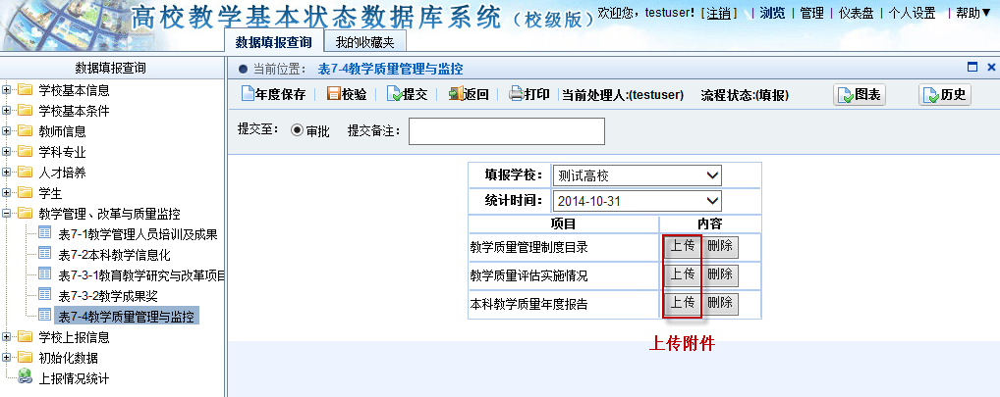 高校教学基本状态数据库系统（校级版）
欢迎您，testuser! [注销] | 浏览 | 管理 | 仪表盘 | 个人设置 | 帮助▼
数据填报查询 我的收藏夹
数据填报查询
学校基本信息
学校基本条件
教师信息
学科专业
人才培养
学生
教学管理、改革与质量监控
表7-1教学管理人员培训及成果
表7-2本科教学信息化
表7-3-1教育教学研究与改革项目
表7-3-2教学成果奖
表7-4教学质量管理与监控
学校上报信息
初始化数据
上报情况统计
当前位置： 表7-4教学质量管理与监控
年度保存 | 校验 | 提交 | 返回 | 打印 | 当前处理人:(testuser) 流程状态:(填报) 图表 历史
提交至： 审批 提交备注：
填报学校： 测试高校
统计时间： 2014-10-31
项目 内容
教学质量管理制度目录 上传 删除
教学质量评估实施情况 上传 删除
本科教学质量年度报告 上传 删除
上传附件